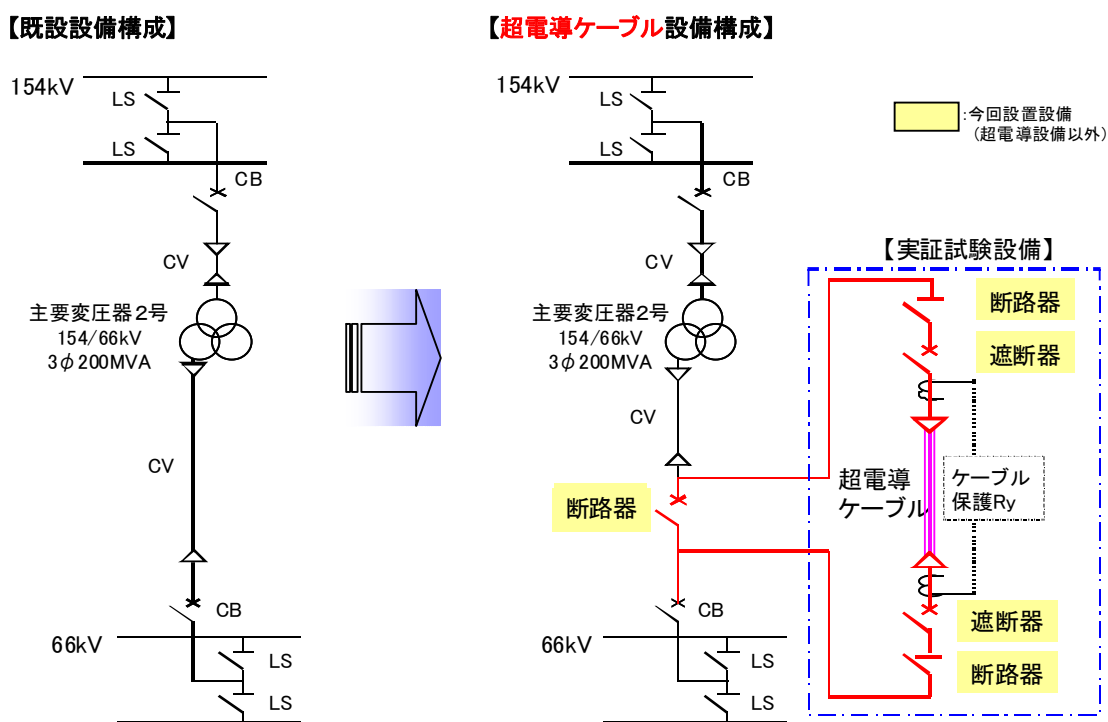 【既設設備構成】
154kV
LS
LS
CB
CV
主要変圧器2号
154/66kV
3φ200MVA
CV
CB
66kV
LS
LS
【超電導ケーブル設備構成】
154kV
LS
LS
CB
CV
主要変圧器2号
154/66kV
3φ200MVA
CV
断路器
CB
66kV
LS
LS
:今回設置設備
(超電導設備以外)
【実証試験設備】
断路器
遮断器
超電導
ケーブル
ケーブル
保護Ry
遮断器
断路器